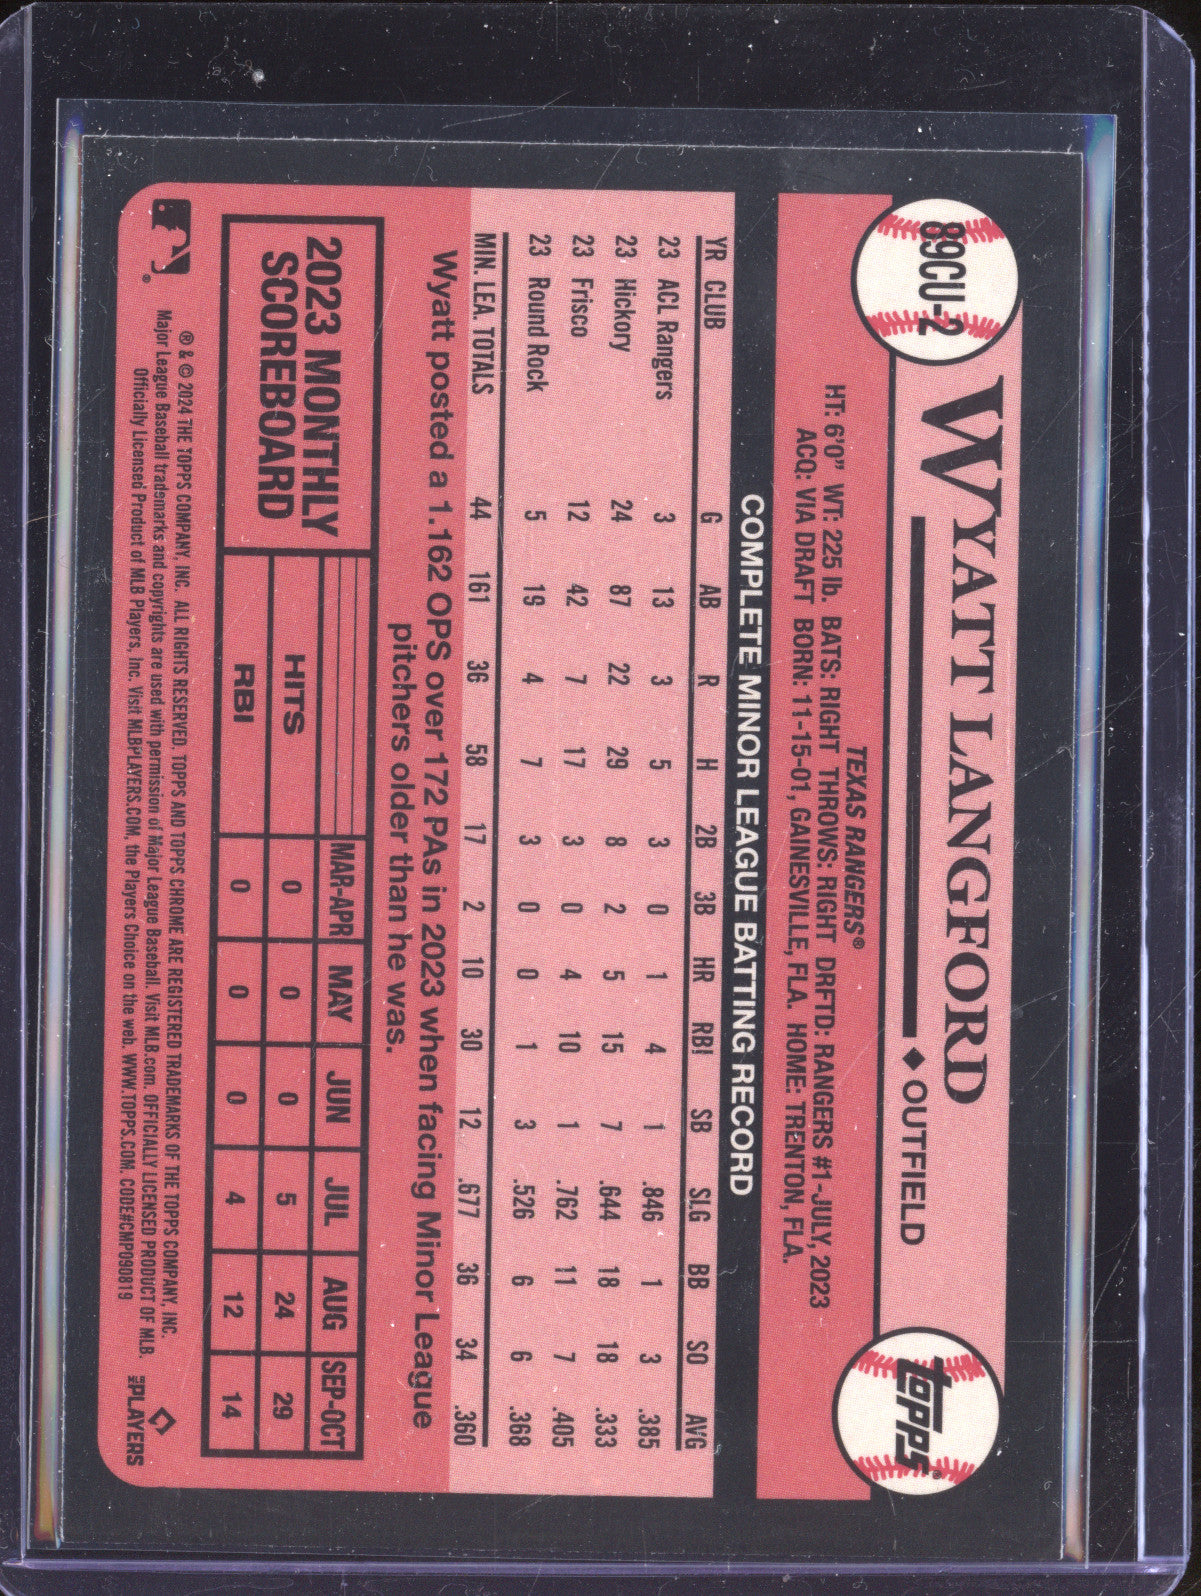 89CU-2
WYATT LANGFORD
◆ OUTFIELD
topps®
TEXAS RANGERS®
HT: 6'0" WT: 225 lb. BATS: RIGHT THROWS: RIGHT DRFTD: RANGERS #1-JULY, 2023
ACQ: VIA DRAFT BORN: 11-15-01, GAINESVILLE, FLA. HOME: TRENTON, FLA.
COMPLETE MINOR LEAGUE BATTING RECORD
YR CLUB G AB R H 2B 3B HR RBI SB SLG BB SO AVG
23 ACL Rangers 3 13 3 5 3 0 1 4 1 .846 1 3 .385
23 Hickory 24 87 22 29 8 2 5 15 7 .644 18 18 .333
23 Frisco 12 42 7 17 3 0 4 10 1 .762 11 7 .405
23 Round Rock 5 19 4 7 3 0 0 1 3 .526 6 6 .368
MIN. LEA. TOTALS 44 161 36 58 17 2 10 30 12 .677 36 34 .360
Wyatt posted a 1.162 OPS over 172 PAs in 2023 when facing Minor League
pitchers older than he was.
2023 MONTHLY
SCOREBOARD
MAR-APR MAY JUN JUL AUG SEP-OCT
HITS 0 0 0 5 24 29
RBI 0 0 0 4 12 14
® & © 2024 THE TOPPS COMPANY, INC. ALL RIGHTS RESERVED. TOPPS AND TOPPS CHROME ARE REGISTERED TRADEMARKS OF THE TOPPS COMPANY, INC.
Major League Baseball trademarks and copyrights are used with permission of Major League Baseball. Visit MLB.com. OFFICIALLY LICENSED PRODUCT OF MLB.
Officially Licensed Product of MLB Players, Inc. Visit MLBPLAYERS.COM, the Players Choice on the web. WWW.TOPPS.COM. CODE#CMP090819
MLB PLAYERS